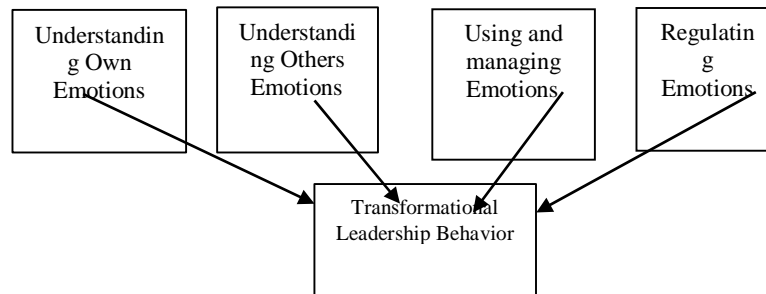 Understandin
g Own
Emotions
Understandi
ng Others
Emotions
Using and
managing
Emotions
Regulatin
g
Emotions
Transformational
Leadership Behavior